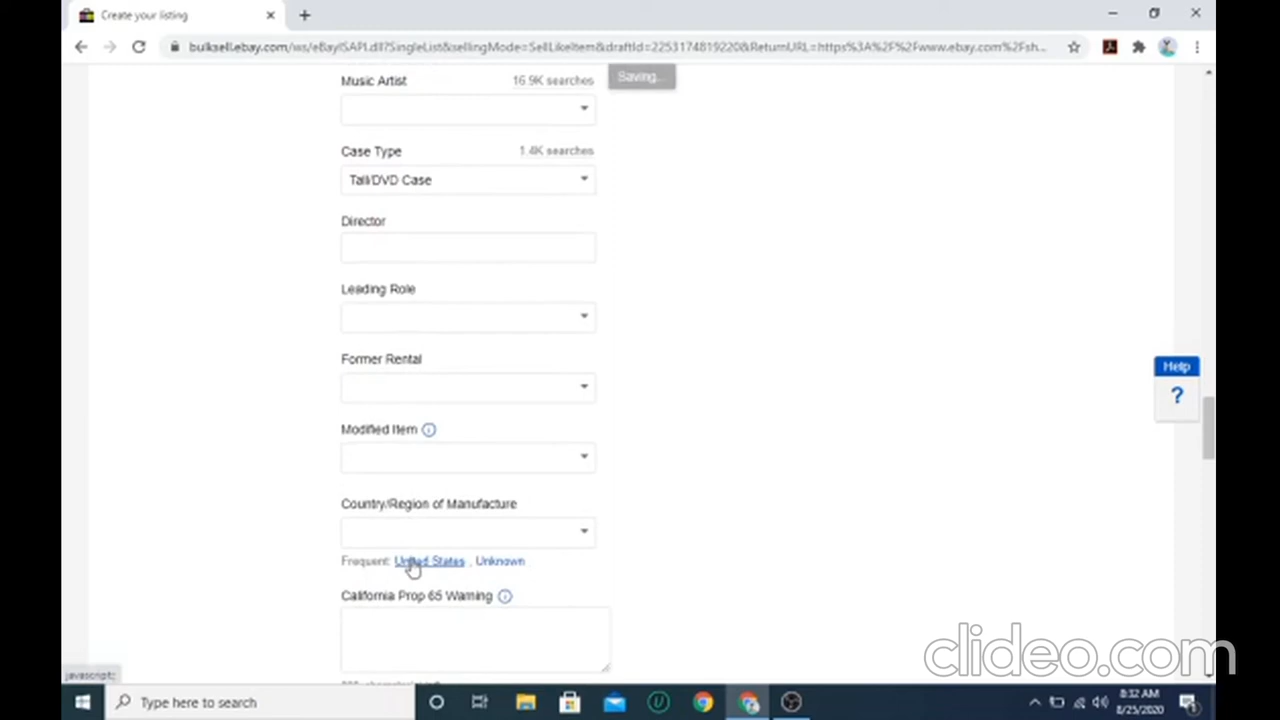 Create your listing
bulksell.ebay.com/ws/eBayISAPI.dll?SingleList&sellingMode=SellLikeItem&draftId=2253174819220&ReturnURL=https%3A%2F%2Fwww.ebay.com%2Fsh...
Saving...
Music Artist 16.9K searches
Case Type 1.4K searches
Tall/DVD Case
Director
Leading Role
Former Rental
Modified Item
Help
?
Country/Region of Manufacture
Frequent: United States , Unknown
California Prop 65 Warning
clideo.com
javascript:
Type here to search
8:32 AM
8/25/2020